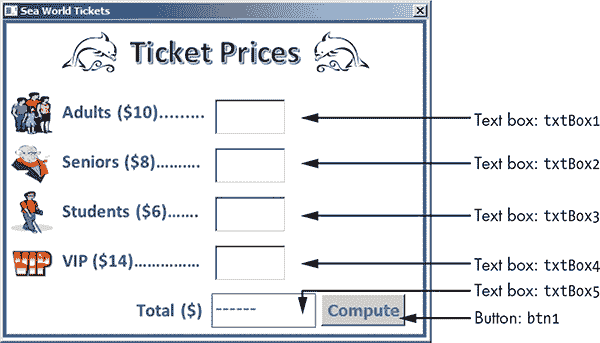 Sea World Tickets
Ticket Prices
Adults ($10)......... Text box: txtBox1
Seniors ($8).......... Text box: txtBox2
Students ($6)....... Text box: txtBox3
VIP VIP ($14)............... Text box: txtBox4
Text box: txtBox5
Total ($) ------ Compute Button: btn1